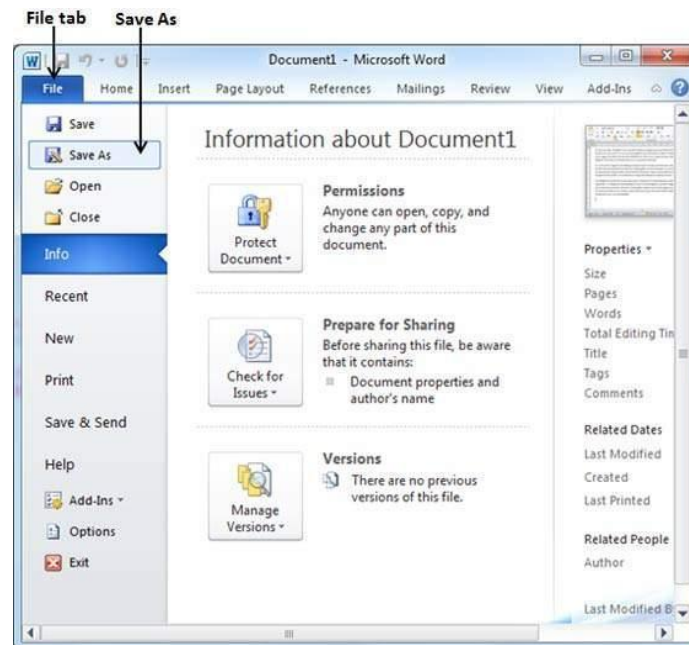 File tab Save As
W
Document1 - Microsoft Word
File Home Insert Page Layout References Mailings Review View Add-Ins
Save
Save As
Open
Close
Info
Recent
New
Print
Save & Send
Help
Add-Ins
Options
Exit
Information about Document1
Protect
Document
Permissions
Anyone can open, copy, and
change any part of this
document.
Check for
Issues
Prepare for Sharing
Before sharing this file, be aware
that it contains:
Document properties and
author's name
Manage
Versions
Versions
There are no previous
versions of this file.
Properties
Size
Pages
Words
Total Editing Tin
Title
Tags
Comments
Related Dates
Last Modified
Created
Last Printed
Related People
Author
Last Modified B